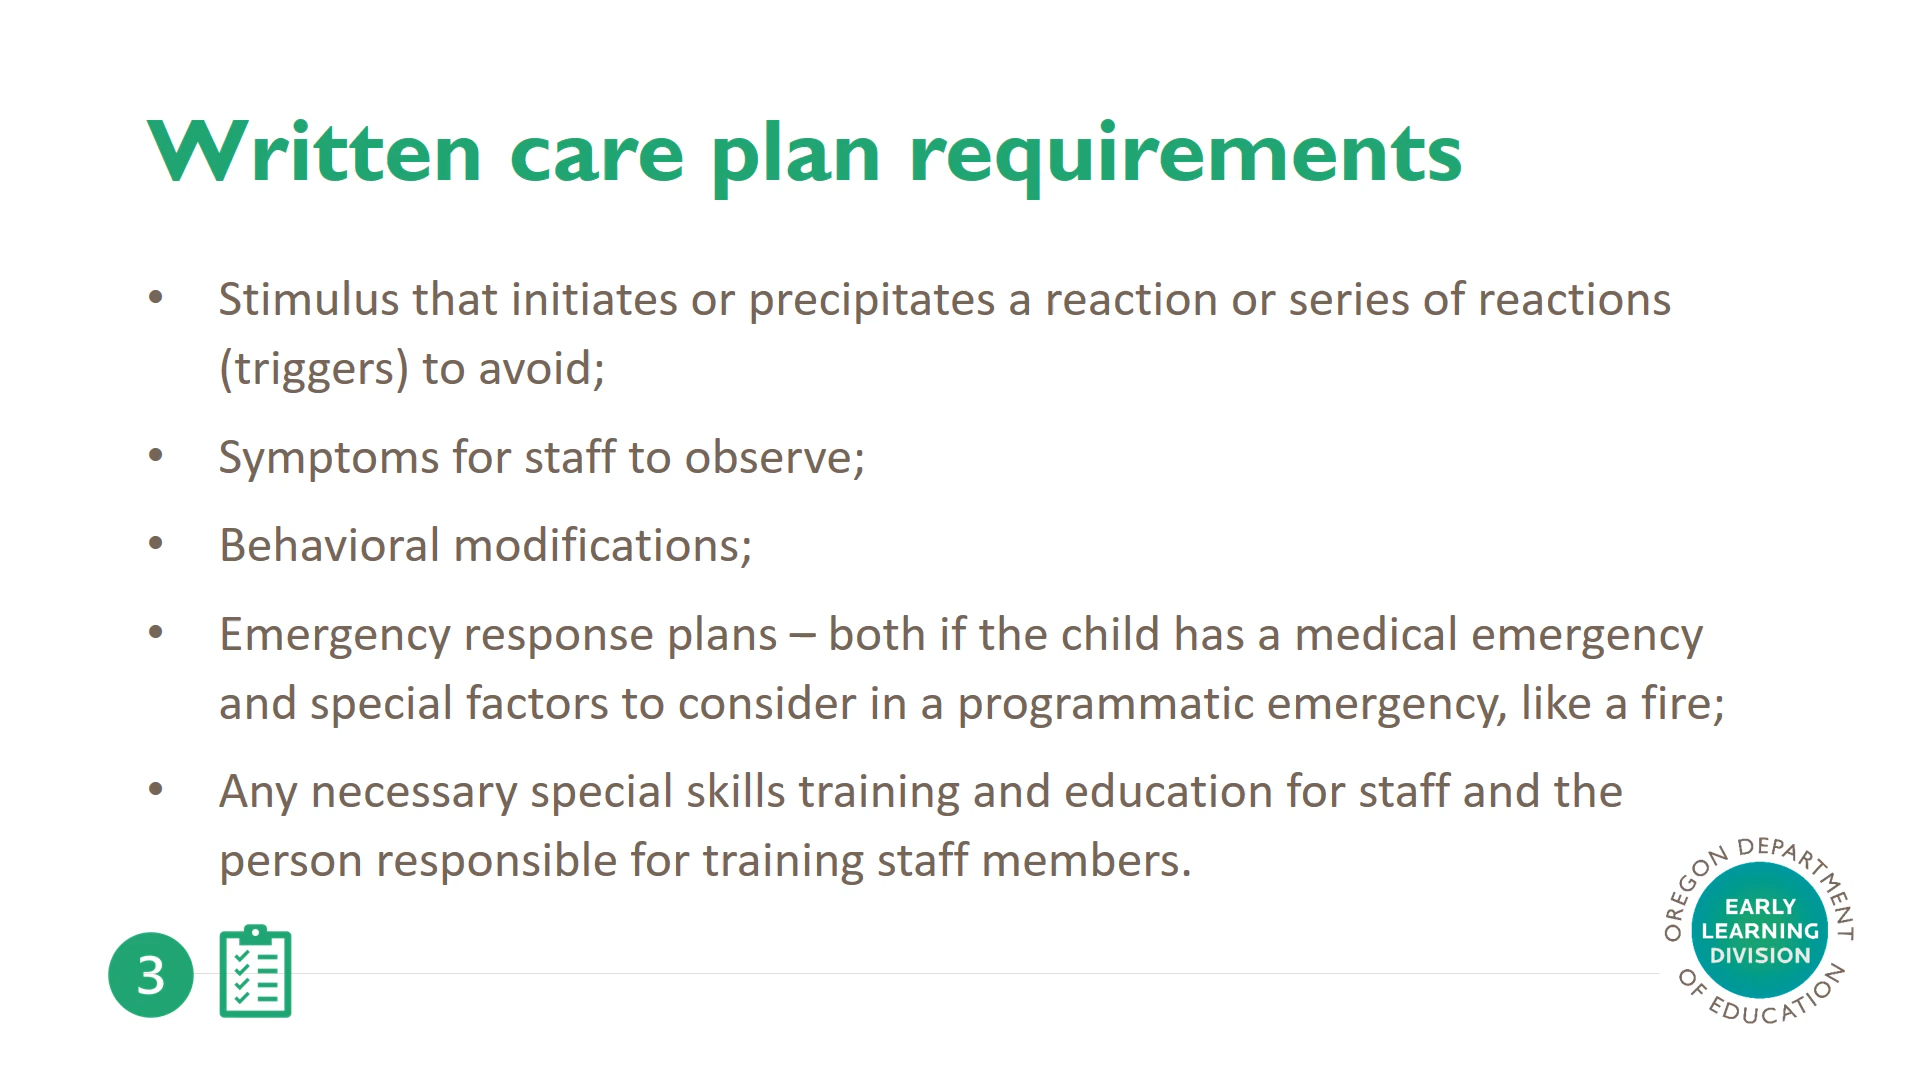 Written care plan requirements
• Stimulus that initiates or precipitates a reaction or series of reactions
(triggers) to avoid;
• Symptoms for staff to observe;
• Behavioral modifications;
• Emergency response plans – both if the child has a medical emergency
and special factors to consider in a programmatic emergency, like a fire;
• Any necessary special skills training and education for staff and the
person responsible for training staff members.
3
OREGON DEPARTMENT
OF EDUCATION
EARLY
LEARNING
DIVISION